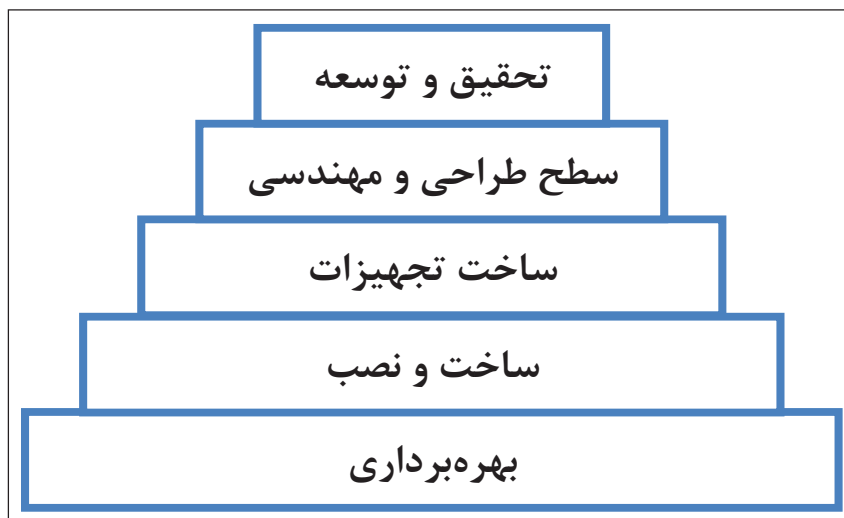 تحقیق و توسعه
سطح طراحی و مهندسی
ساخت تجهیزات
ساخت و نصب
بهره‌برداری